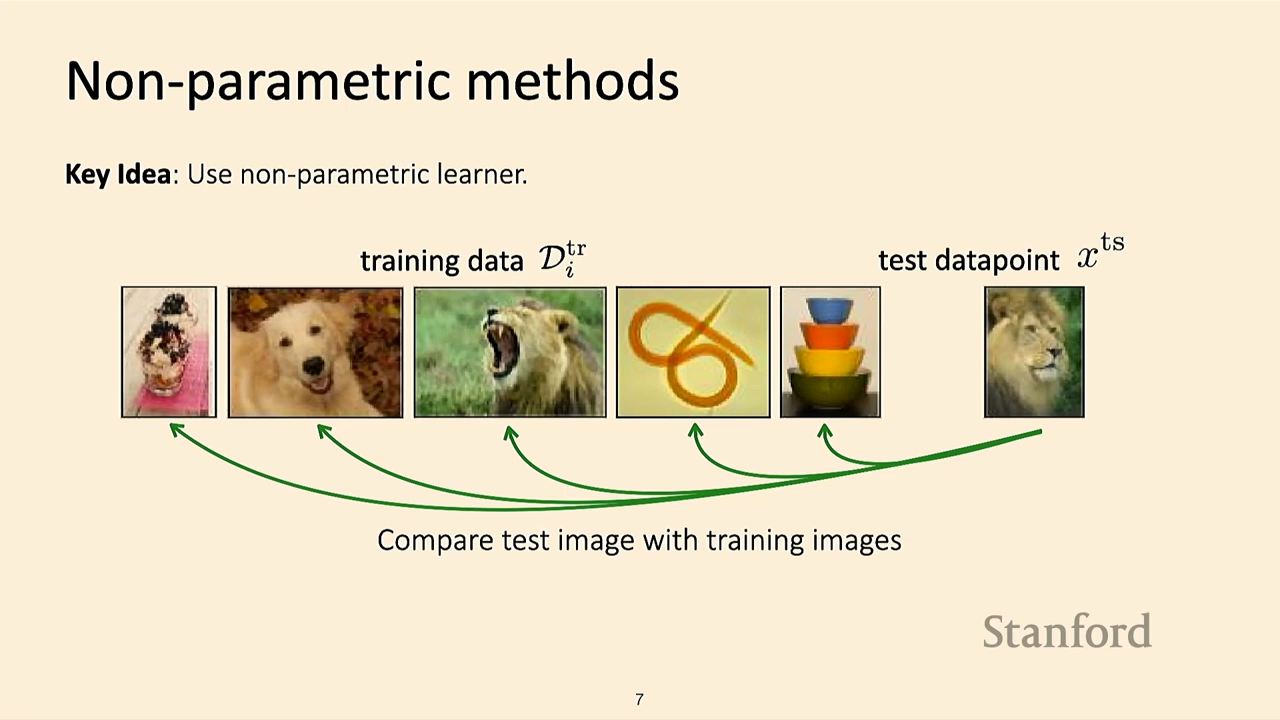 Non-parametric methods
Key Idea: Use non-parametric learner.
training data 𝒟ᵢᵗʳ
test datapoint xᵗˢ
Compare test image with training images
Stanford
7